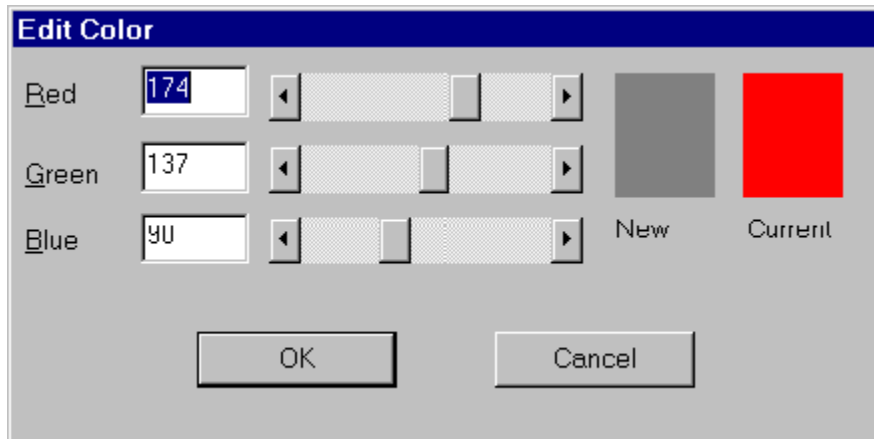 Edit Color
Red 174
Green 137
Blue 90
New Current
OK Cancel